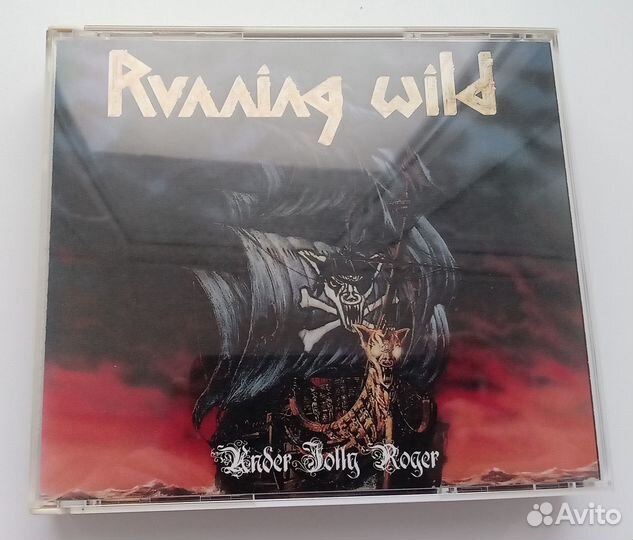 Running wild
Under Jolly Roger
Avito